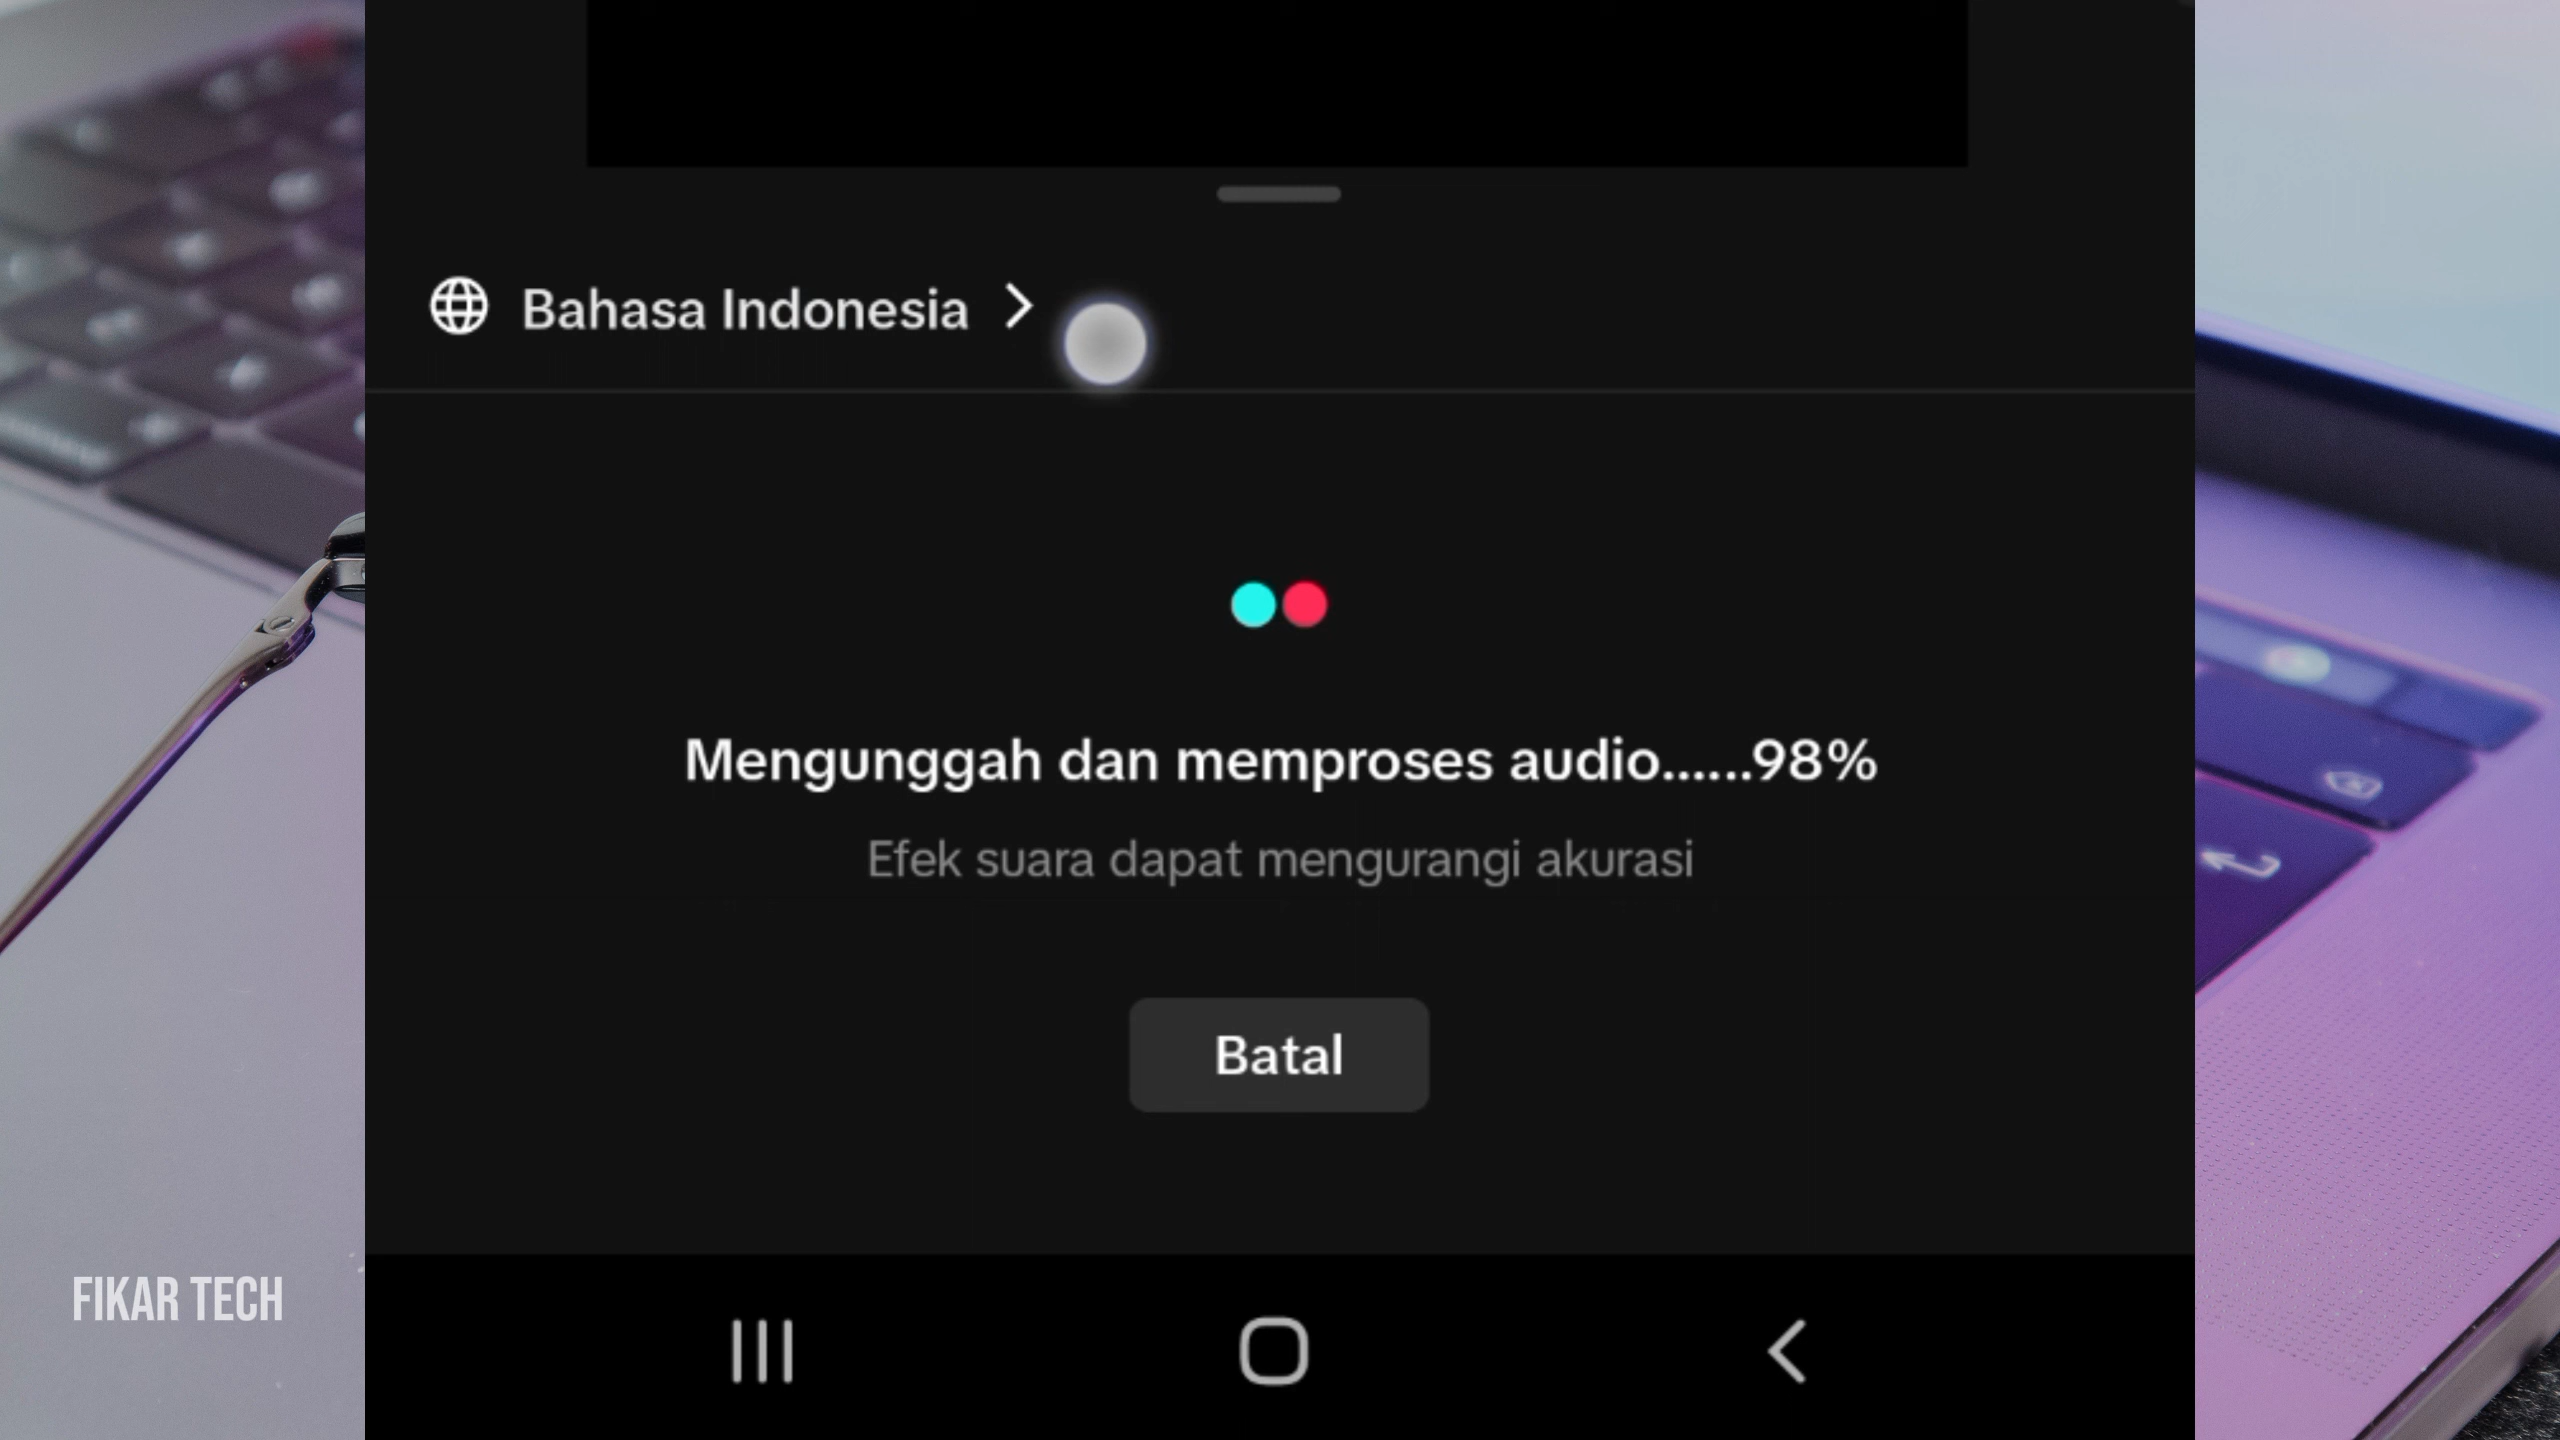 Bahasa Indonesia
Mengunggah dan memproses audio......98%
Efek suara dapat mengurangi akurasi
Batal
FIKAR TECH